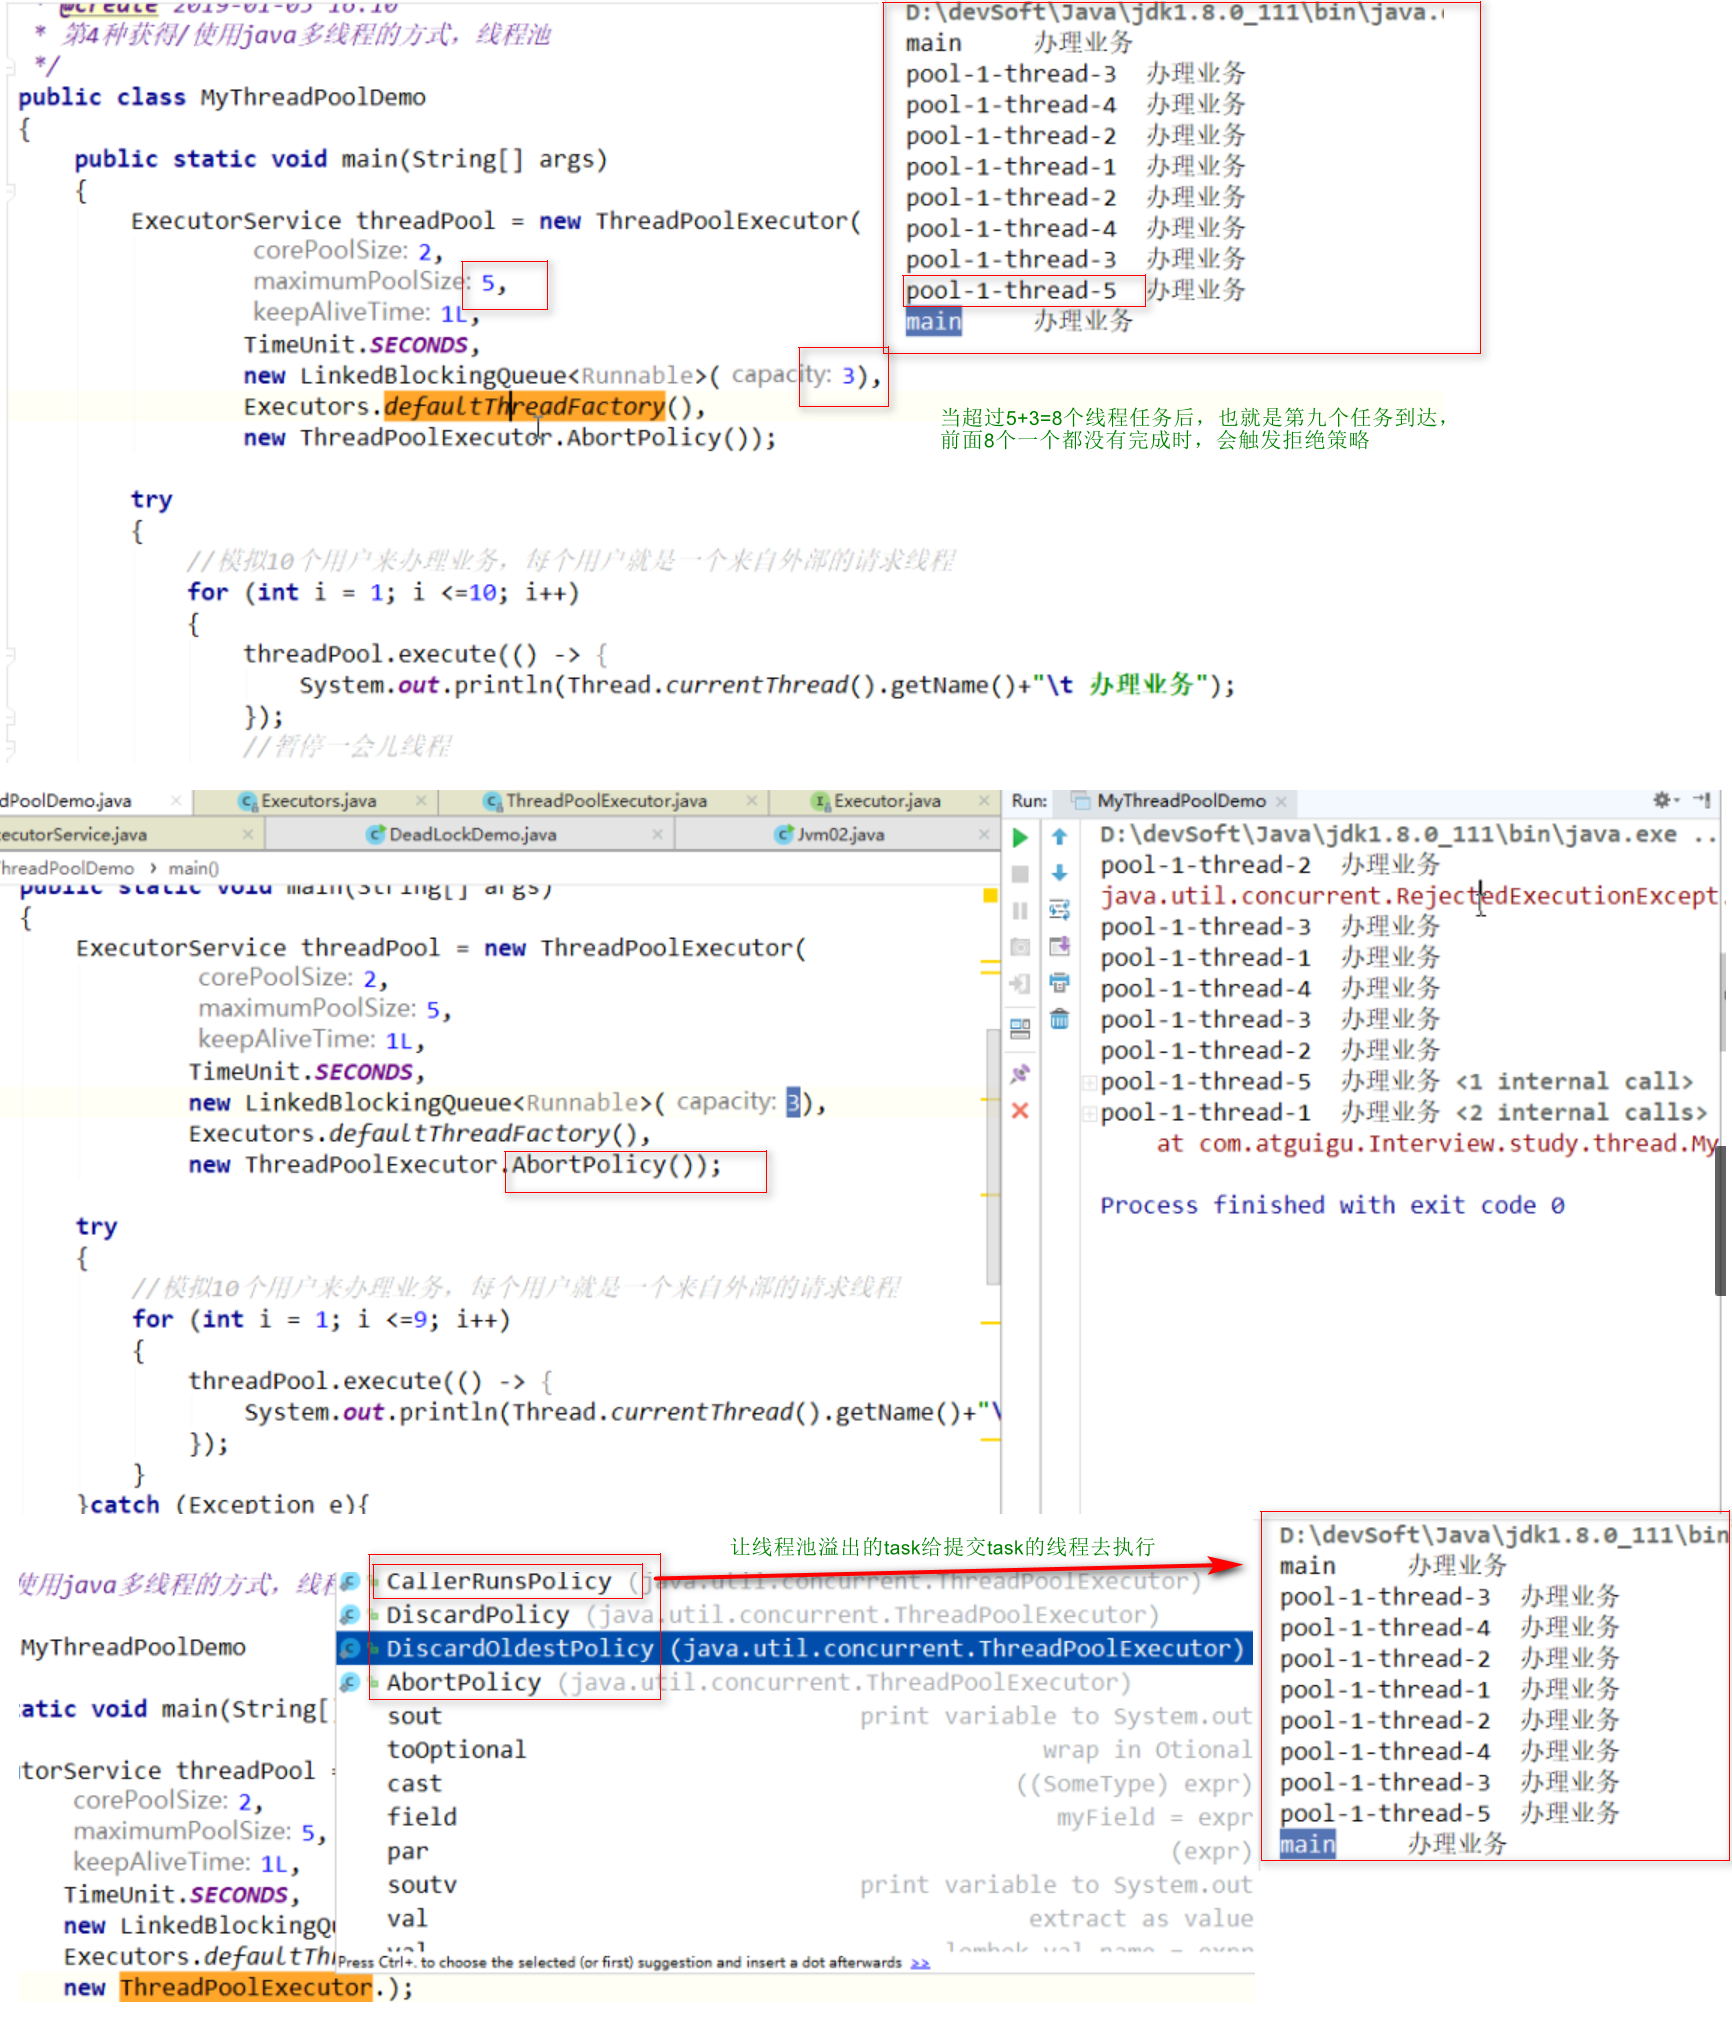 * @create 2019-01-05 16:10
* 第4种获得/使用java多线程的方式，线程池
*/
public class MyThreadPoolDemo
{
public static void main(String[] args)
{
ExecutorService threadPool = new ThreadPoolExecutor(
corePoolSize: 2,
maximumPoolSize: 5,
keepAliveTime: 1L,
TimeUnit.SECONDS,
new LinkedBlockingQueue<Runnable>( capacity: 3),
Executors.defaultThreadFactory(),
new ThreadPoolExecutor.AbortPolicy());
try
{
//模拟10个用户来办理业务，每个用户就是一个来自外部的请求线程
for (int i = 1; i <=10; i++)
{
threadPool.execute(() -> {
System.out.println(Thread.currentThread().getName()+"\t 办理业务");
});
//暂停一会儿线程
D:\devSoft\Java\jdk1.8.0_111\bin\java.
main 办理业务
pool-1-thread-3 办理业务
pool-1-thread-4 办理业务
pool-1-thread-2 办理业务
pool-1-thread-1 办理业务
pool-1-thread-2 办理业务
pool-1-thread-4 办理业务
pool-1-thread-3 办理业务
pool-1-thread-5 办理业务
main 办理业务
当超过5+3=8个线程任务后，也就是第九个任务到达，
前面8个一个都没有完成时，会触发拒绝策略
dPoolDemo.java Executors.java ThreadPoolExecutor.java Executor.java
ecutorService.java DeadLockDemo.java Jvm02.java
hreadPoolDemo main()
public static void main(String[] args)
{
ExecutorService threadPool = new ThreadPoolExecutor(
corePoolSize: 2,
maximumPoolSize: 5,
keepAliveTime: 1L,
TimeUnit.SECONDS,
new LinkedBlockingQueue<Runnable>( capacity: 3),
Executors.defaultThreadFactory(),
new ThreadPoolExecutor.AbortPolicy());
try
{
//模拟10个用户来办理业务，每个用户就是一个来自外部的请求线程
for (int i = 1; i <=9; i++)
{
threadPool.execute(() -> {
System.out.println(Thread.currentThread().getName()+"\
});
}
}catch (Exception e){
Run: MyThreadPoolDemo
D:\devSoft\Java\jdk1.8.0_111\bin\java.exe ..
pool-1-thread-2 办理业务
java.util.concurrent.RejectedExecutionExcept
pool-1-thread-3 办理业务
pool-1-thread-1 办理业务
pool-1-thread-4 办理业务
pool-1-thread-3 办理业务
pool-1-thread-2 办理业务
pool-1-thread-5 办理业务 <1 internal call>
pool-1-thread-1 办理业务 <2 internal calls>
at com.atguigu.Interview.study.thread.My
Process finished with exit code 0
让线程池溢出的task给提交task的线程去执行
使用java多线程的方式，线程
MyThreadPoolDemo
atic void main(String[
torService threadPool =
corePoolSize: 2,
maximumPoolSize: 5,
keepAliveTime: 1L,
TimeUnit.SECONDS,
new LinkedBlockingQu
Executors.defaultThr
new ThreadPoolExecutor.);
CallerRunsPolicy (java.util.concurrent.ThreadPoolExecutor)
DiscardPolicy (java.util.concurrent.ThreadPoolExecutor)
DiscardOldestPolicy (java.util.concurrent.ThreadPoolExecutor)
AbortPolicy (java.util.concurrent.ThreadPoolExecutor)
sout print variable to System.out
toOptional wrap in Otional
cast ((SomeType) expr)
field myField = expr
par (expr)
soutv print variable to System.out
val extract as value
val lombok val name = expr
Press Ctrl+. to choose the selected (or first) suggestion and insert a dot afterwards >>
D:\devSoft\Java\jdk1.8.0_111\bin
main 办理业务
pool-1-thread-3 办理业务
pool-1-thread-4 办理业务
pool-1-thread-2 办理业务
pool-1-thread-1 办理业务
pool-1-thread-2 办理业务
pool-1-thread-4 办理业务
pool-1-thread-3 办理业务
pool-1-thread-5 办理业务
main 办理业务